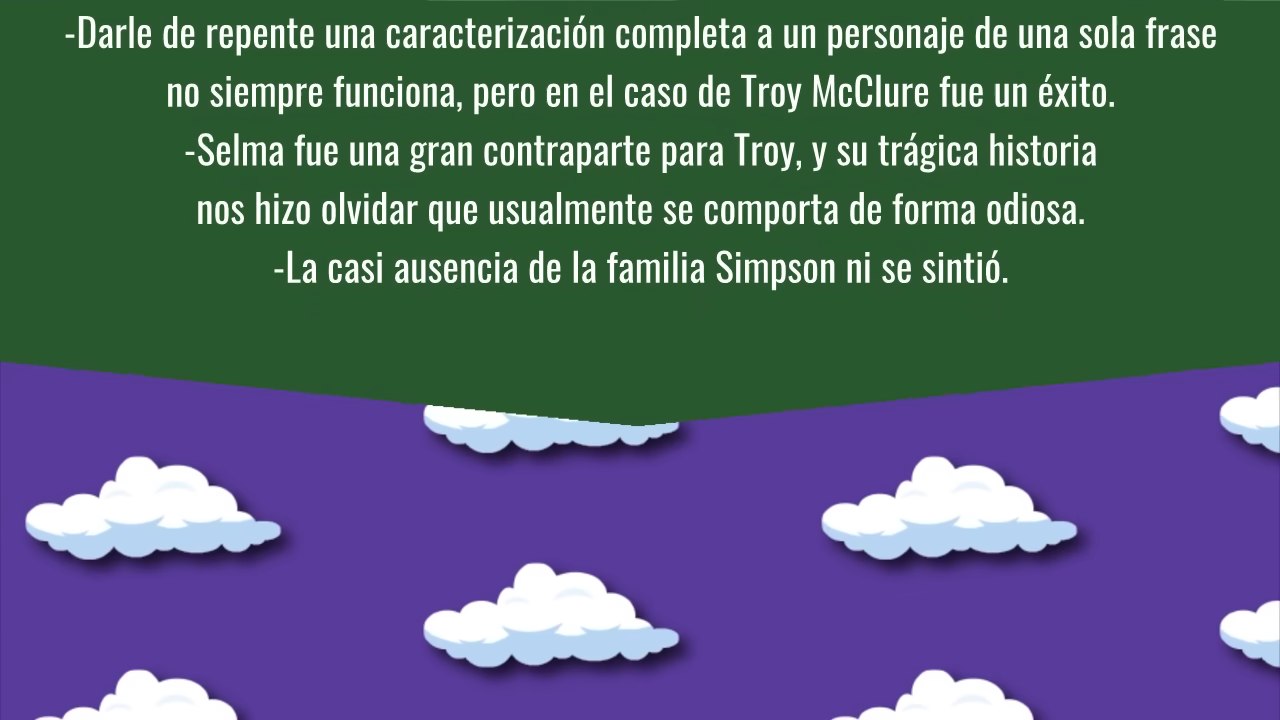 -Darle de repente una caracterización completa a un personaje de una sola frase
no siempre funciona, pero en el caso de Troy McClure fue un éxito.
-Selma fue una gran contraparte para Troy, y su trágica historia
nos hizo olvidar que usualmente se comporta de forma odiosa.
-La casi ausencia de la familia Simpson ni se sintió.